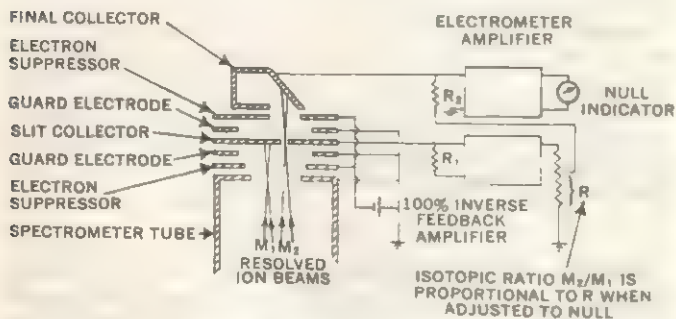 FINAL COLLECTOR
ELECTRON
SUPPRESSOR
GUARD ELECTRODE
SLIT COLLECTOR
GUARD ELECTRODE
ELECTRON
SUPPRESSOR
SPECTROMETER TUBE
M₁ M₂
RESOLVED
ION BEAMS
ELECTROMETER
AMPLIFIER
R₂
NULL
INDICATOR
R₁
R
100% INVERSE
FEEDBACK
AMPLIFIER
ISOTOPIC RATIO M₂/M₁ IS
PROPORTIONAL TO R WHEN
ADJUSTED TO NULL